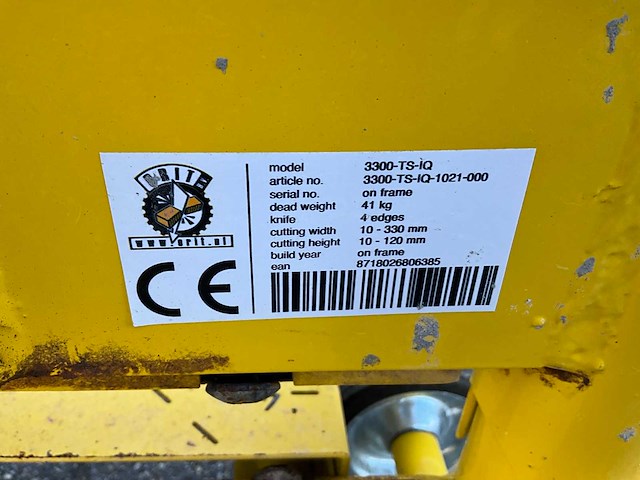 ORIT
www.orit.nl
CE
model 3300-TS-IQ
article no. 3300-TS-IQ-1021-000
serial no. on frame
dead weight 41 kg
knife 4 edges
cutting width 10 - 330 mm
cutting height 10 - 120 mm
build year on frame
ean 8718026806385